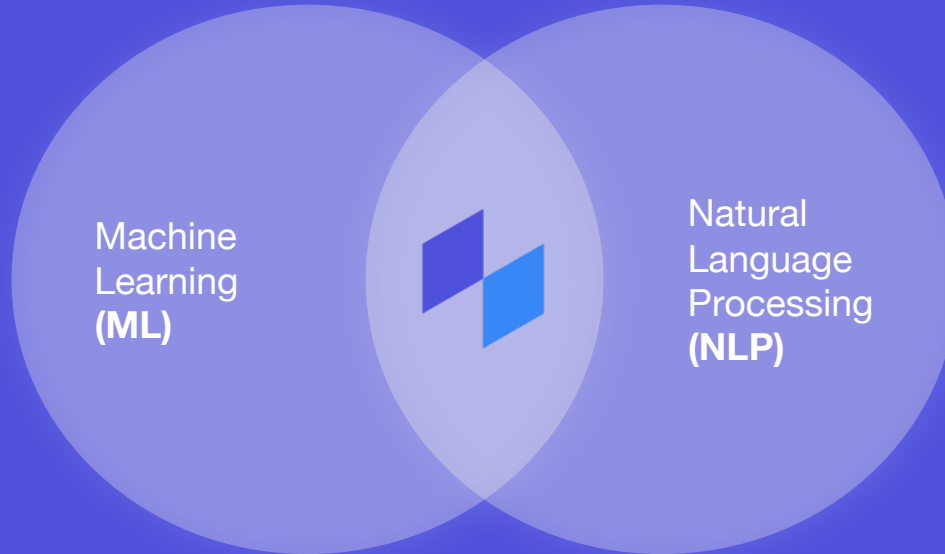 Machine
Learning
(ML)
Natural
Language
Processing
(NLP)